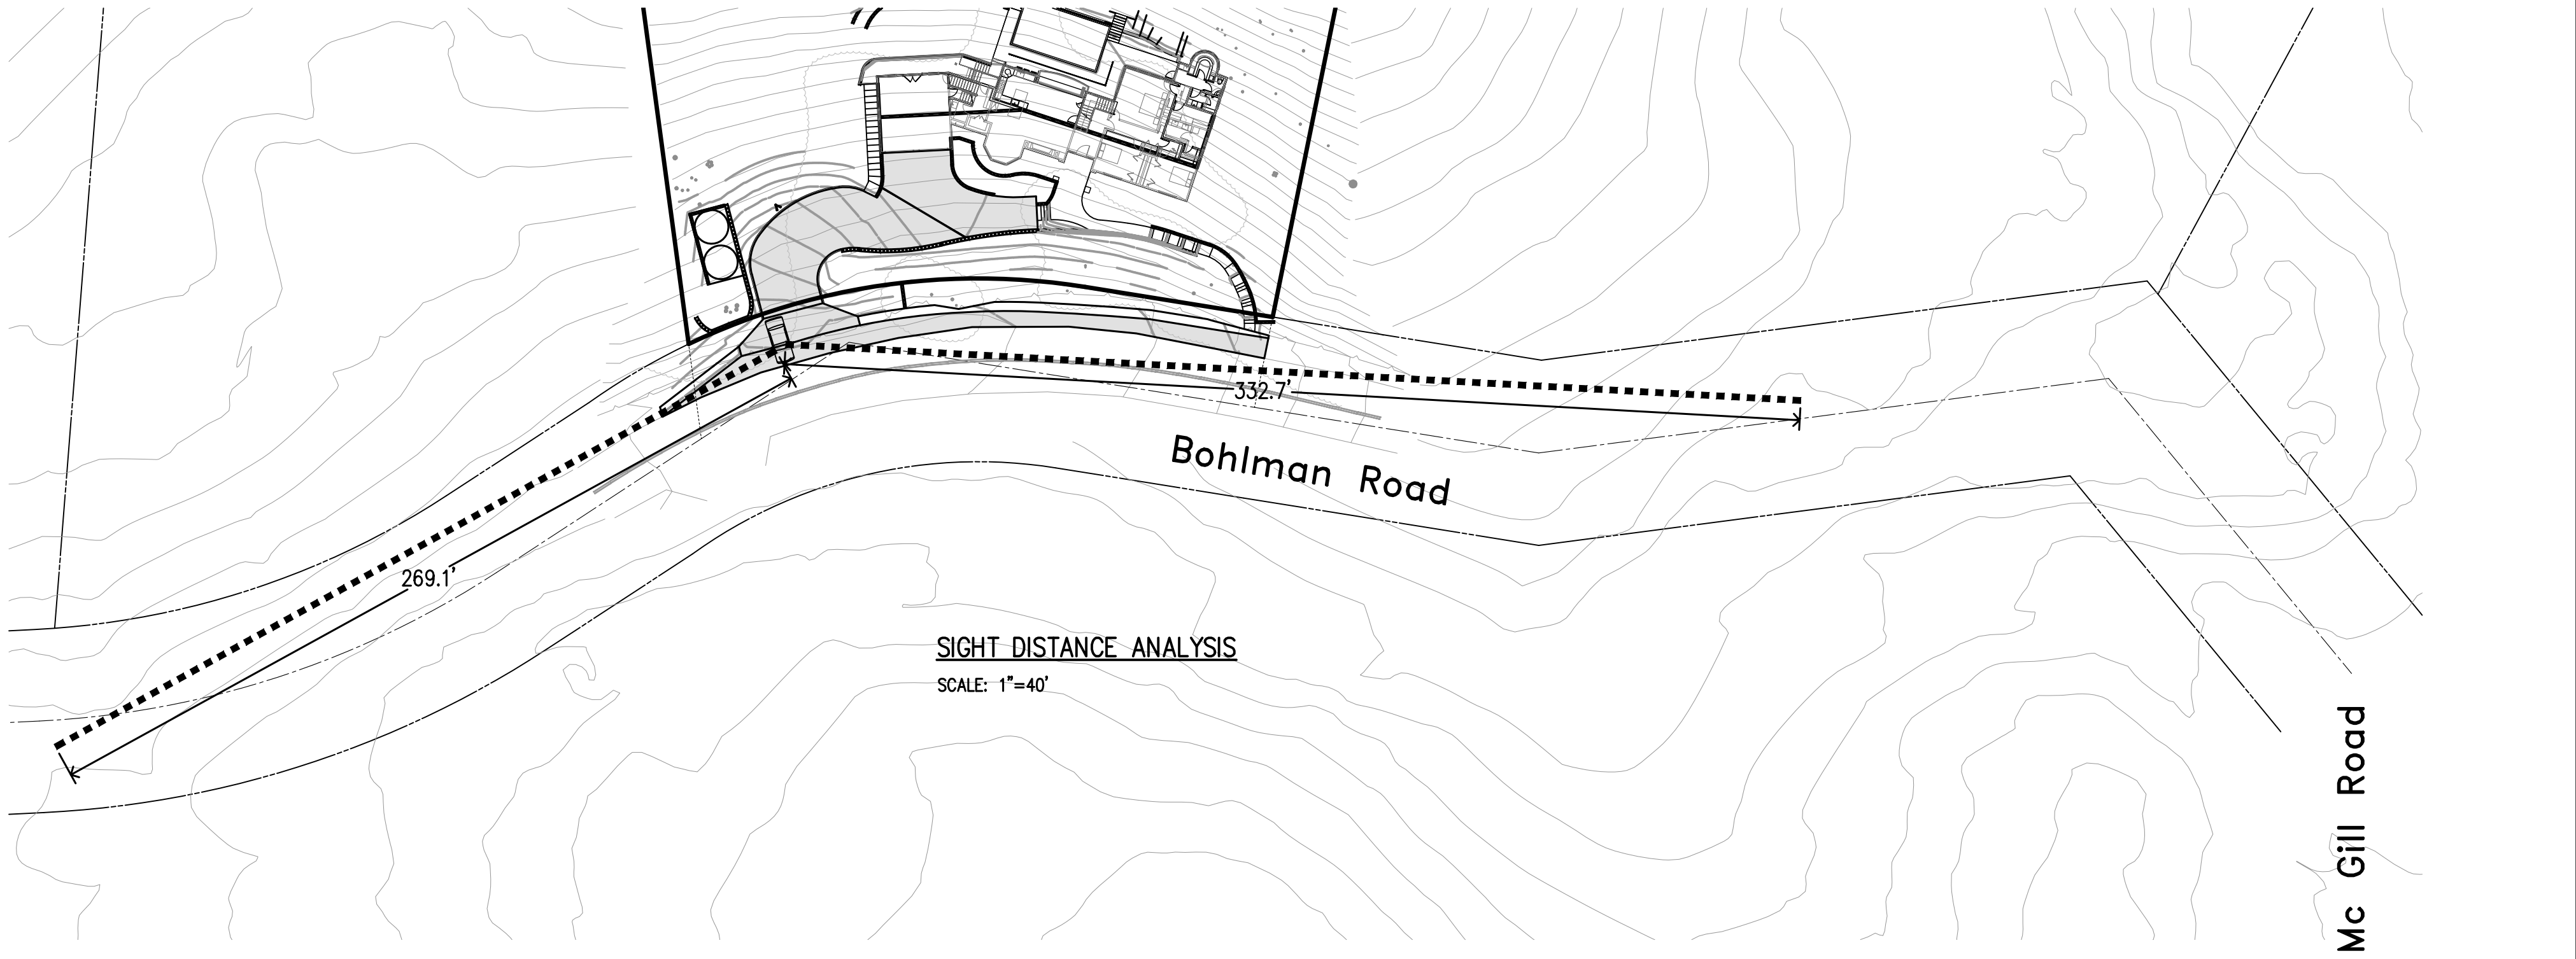 332.7'
Bohlman Road
269.1'
SIGHT DISTANCE ANALYSIS
SCALE: 1"=40'
Mc Gill Road